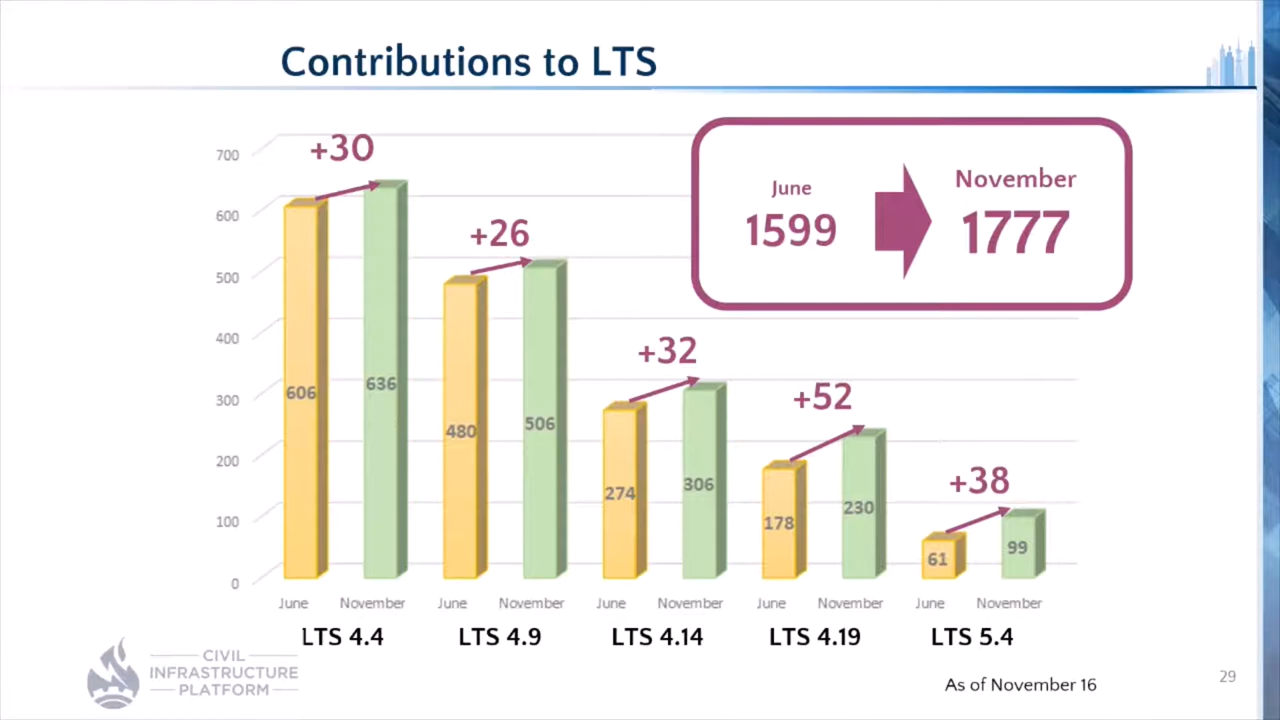 Contributions to LTS
700
600
500
400
300
200
100
0
+30
+26
+32
+52
+38
June
1599
November
1777
606
636
480
506
274
306
178
230
61
99
June November June November June November June November June November
LTS 4.4 LTS 4.9 LTS 4.14 LTS 4.19 LTS 5.4
CIVIL
INFRASTRUCTURE
PLATFORM
As of November 16
29